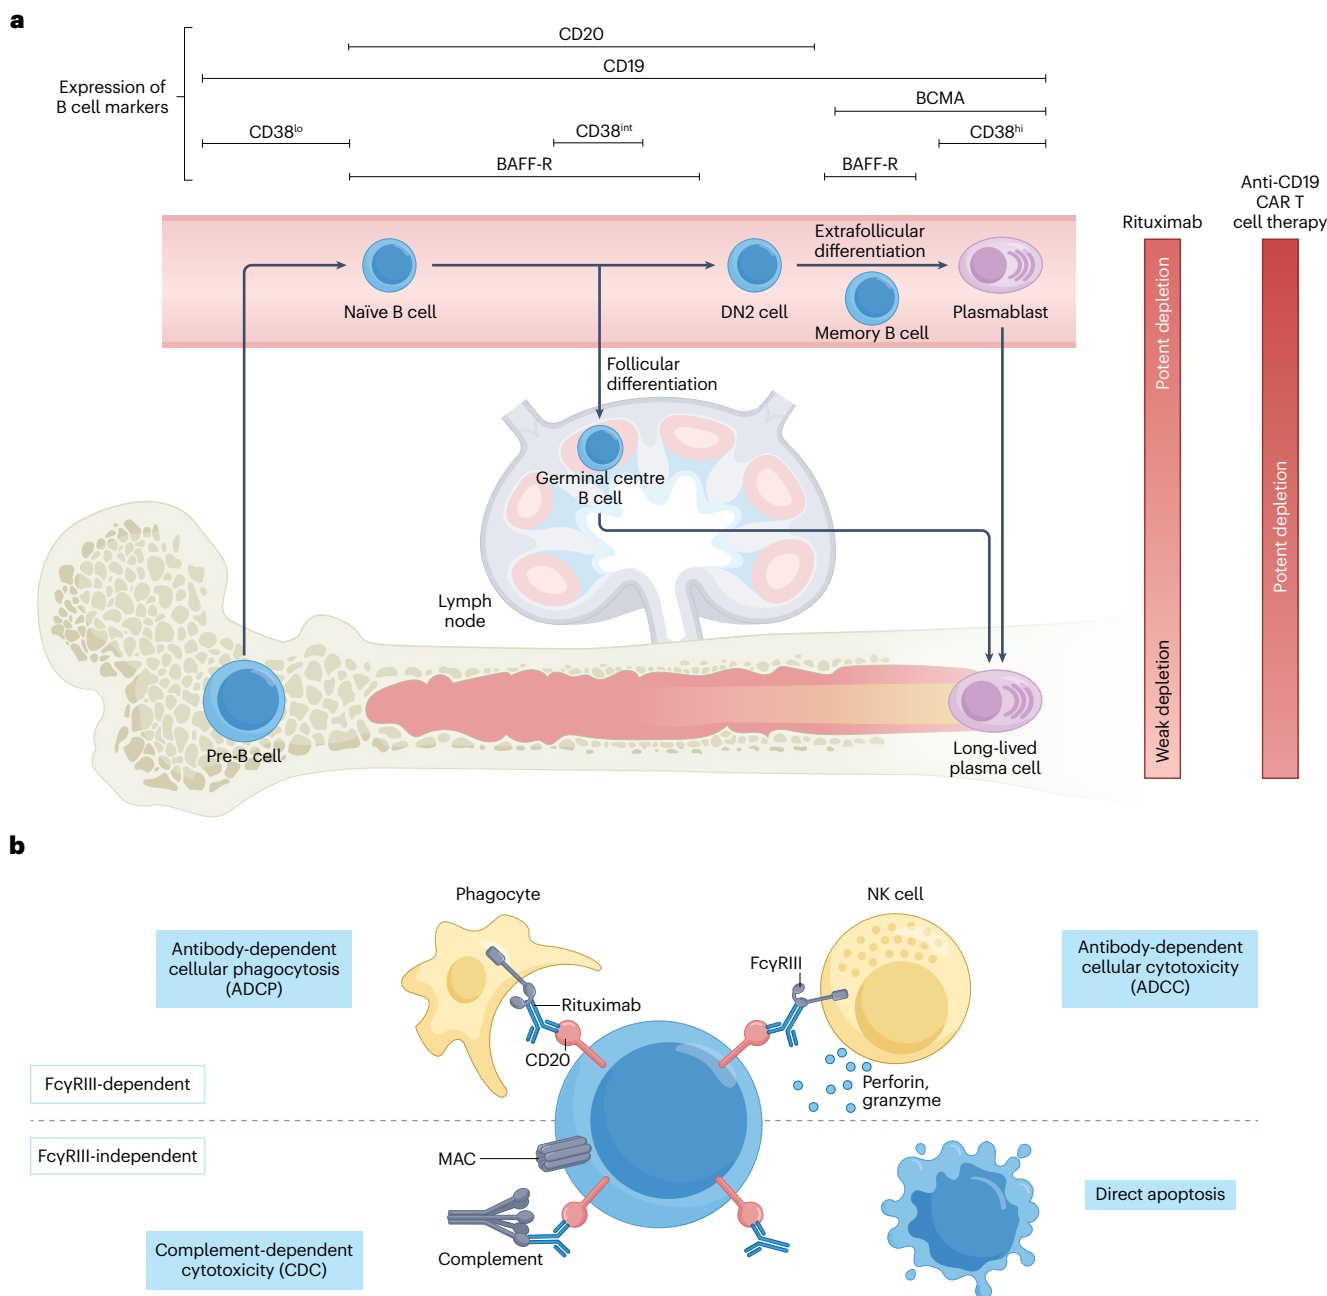 a
CD20
CD19
Expression of
B cell markers
BCMA
CD38lo
CD38int
CD38hi
BAFF-R
BAFF-R
Rituximab
Anti-CD19
CAR T
cell therapy
Extrafollicular
differentiation
Naïve B cell
DN2 cell
Memory B cell
Plasmablast
Potent depletion
Weak depletion
Potent depletion
Follicular
differentiation
Germinal centre
B cell
Lymph
node
Pre-B cell
Long-lived
plasma cell
b
Phagocyte
NK cell
Antibody-dependent
cellular phagocytosis
(ADCP)
Antibody-dependent
cellular cytotoxicity
(ADCC)
FcγRIII
Rituximab
CD20
Perforin,
granzyme
FcγRIII-dependent
FcγRIII-independent
MAC
Direct apoptosis
Complement
Complement-dependent
cytotoxicity (CDC)